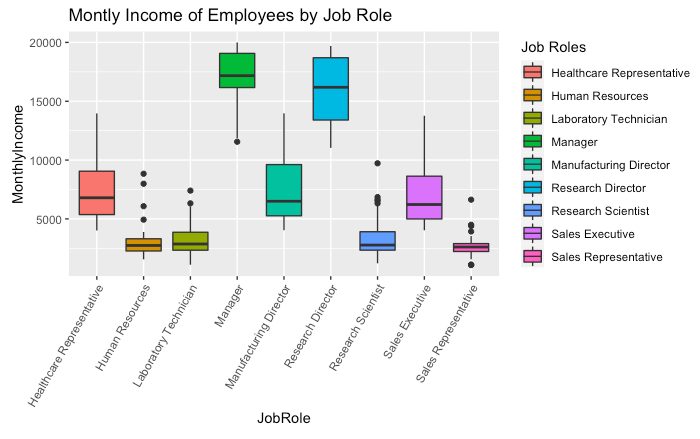 Montly Income of Employees by Job Role
MonthlyIncome
20000
15000
10000
5000
Healthcare Representative
Human Resources
Laboratory Technician
Manager
Manufacturing Director
Research Director
Research Scientist
Sales Executive
Sales Representative
JobRole
Job Roles
Healthcare Representative
Human Resources
Laboratory Technician
Manager
Manufacturing Director
Research Director
Research Scientist
Sales Executive
Sales Representative